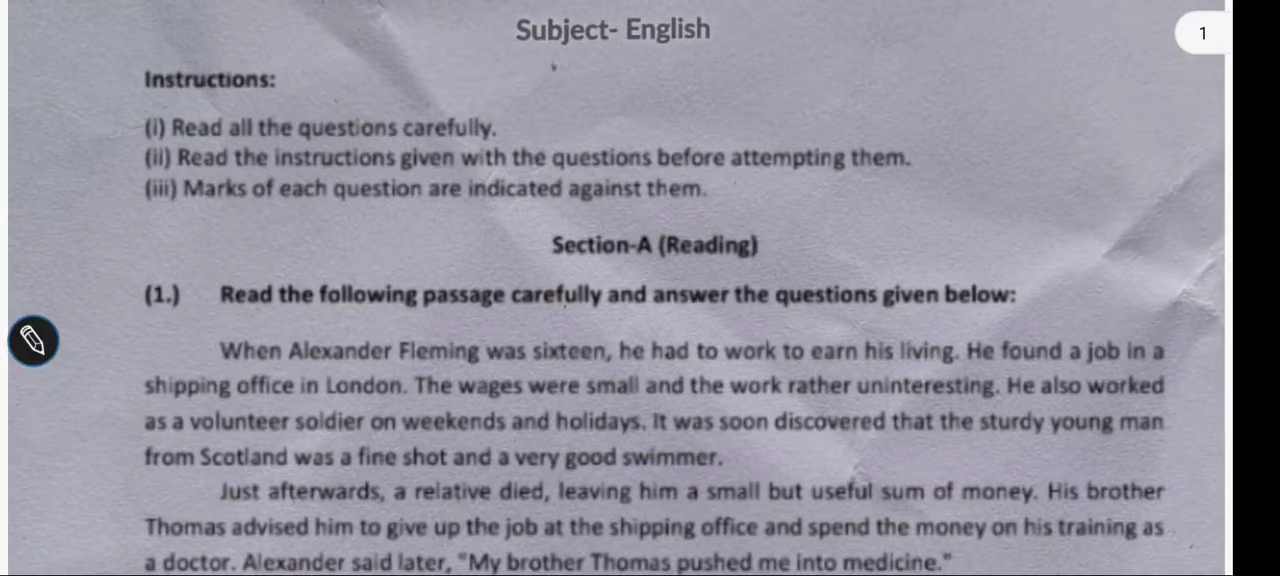 Subject- English
1
Instructions:
(i) Read all the questions carefully.
(ii) Read the instructions given with the questions before attempting them.
(iii) Marks of each question are indicated against them.
Section-A (Reading)
(1.) Read the following passage carefully and answer the questions given below:
When Alexander Fleming was sixteen, he had to work to earn his living. He found a job in a
shipping office in London. The wages were small and the work rather uninteresting. He also worked
as a volunteer soldier on weekends and holidays. It was soon discovered that the sturdy young man
from Scotland was a fine shot and a very good swimmer.
Just afterwards, a relative died, leaving him a small but useful sum of money. His brother
Thomas advised him to give up the job at the shipping office and spend the money on his training as
a doctor. Alexander said later, "My brother Thomas pushed me into medicine."